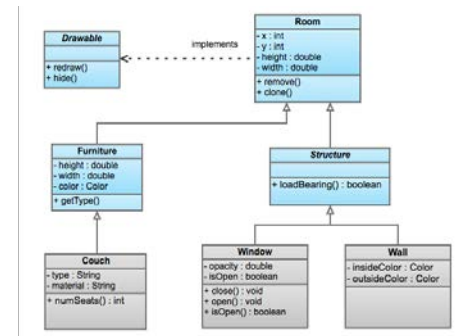 Drawable
+ redraw()
+ hide()
implements
Room
- x : int
- y : int
- height : double
- width : double
+ remove()
+ clone()
Furniture
- height : double
- width : double
- color : Color
+ getType()
Structure
+ loadBearing() : boolean
Couch
- type : String
- material : String
+ numSeats() : int
Window
- opacity : double
- isOpen : boolean
+ close() : void
+ open() : void
+ isOpen() : boolean
Wall
- insideColor : Color
- outsideColor : Color